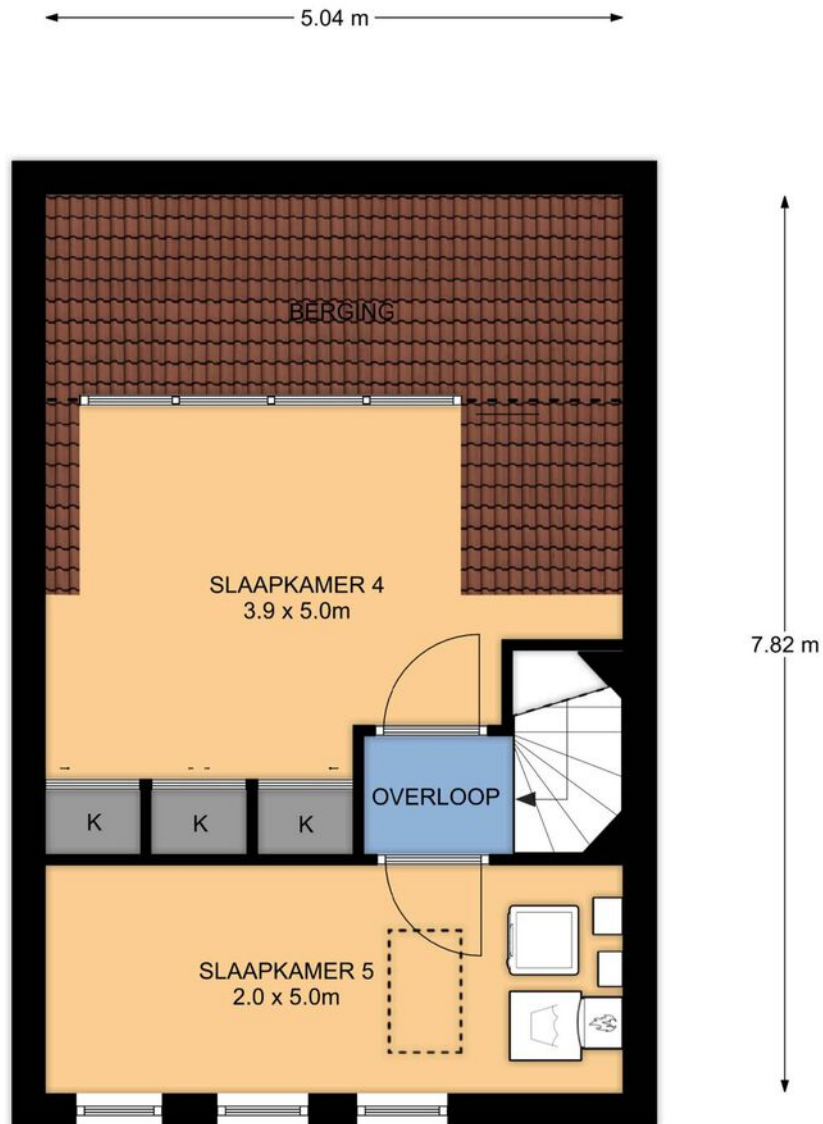 5.04 m
BERGING
SLAAPKAMER 4
3.9 x 5.0m
7.82 m
OVERLOOP
K
K
K
SLAAPKAMER 5
2.0 x 5.0m